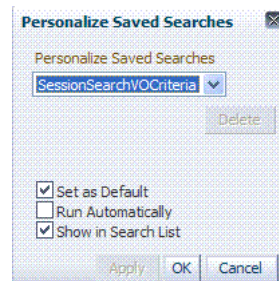 Personalize Saved Searches
Personalize Saved Searches
SessionSearchVOCriteria
Delete
Set as Default
Run Automatically
Show in Search List
Apply OK Cancel